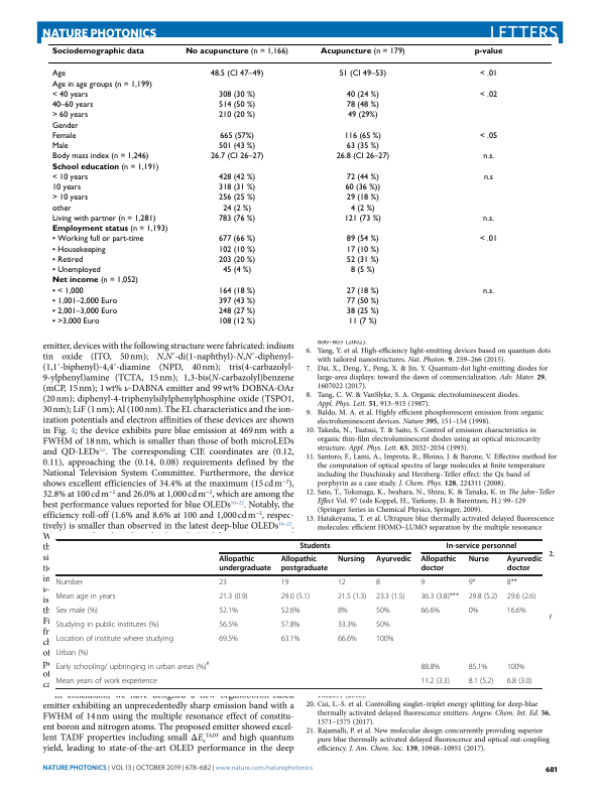 NATURE PHOTONICS
LETTERS
Sociodemographic data No acupuncture (n = 1,166) Acupuncture (n = 179) p-value
Age 48.5 (CI 47–49) 51 (CI 49–53) < .01
Age in age groups (n = 1,199)
< 40 years 308 (30 %) 40 (24 %) < .02
40–60 years 514 (50 %) 78 (48 %)
> 60 years 210 (20 %) 49 (29%)
Gender
Female 665 (57%) 116 (65 %) < .05
Male 501 (43 %) 63 (35 %)
Body mass index (n = 1,246) 26.7 (CI 26–27) 26.8 (CI 26–27) n.s.
School education (n = 1,191)
< 10 years 428 (42 %) 72 (44 %) n.s
10 years 318 (31 %) 60 (36 %))
> 10 years 256 (25 %) 29 (18 %)
other 24 (2 %) 4 (2 %)
Living with partner (n = 1,281) 783 (76 %) 121 (73 %) n.s.
Employment status (n = 1,193)
• Working full or part-time 677 (66 %) 89 (54 %) < .01
• Housekeeping 102 (10 %) 17 (10 %)
• Retired 203 (20 %) 52 (31 %)
• Unemployed 45 (4 %) 8 (5 %)
Net income (n = 1,052)
• < 1,000 164 (18 %) 27 (18 %) n.s.
• 1,001–2,000 Euro 397 (43 %) 77 (50 %)
• 2,001–3,000 Euro 248 (27 %) 38 (25 %)
• >3,000 Euro 108 (12 %) 11 (7 %)
emitter, devices with the following structure were fabricated: indium
tin oxide (ITO, 50 nm); N,N′-di(1-naphthyl)-N,N′-diphenyl-
(1,1′-biphenyl)-4,4′-diamine (NPD, 40 nm); tris(4-carbazolyl-
9-ylphenyl)amine (TCTA, 15 nm); 1,3-bis(N-carbazolyl)benzene
(mCP, 15 nm); 1 wt% ν-DABNA emitter and 99 wt% DOBNA-OAr
(20 nm); diphenyl-4-triphenylsilylphenylphosphine oxide (TSPO1,
30 nm); LiF (1 nm); Al (100 nm). The EL characteristics and the ion-
ization potentials and electron affinities of these devices are shown
in Fig. 4; the device exhibits pure blue emission at 469 nm with a
FWHM of 18 nm, which is smaller than those of both microLEDs
and QD-LEDs. The corresponding CIE coordinates are (0.12,
0.11), approaching the (0.14, 0.08) requirements defined by the
National Television System Committee. Furthermore, the device
shows excellent efficiencies of 34.4% at the maximum (15 cd m⁻²),
32.8% at 100 cd m⁻² and 26.0% at 1,000 cd m⁻², which are among the
best performance values reported for blue OLEDs. Notably, the
efficiency roll-off (1.6% and 8.6% at 100 and 1,000 cd m⁻², respec-
tively) is smaller than observed in the latest deep-blue OLEDs.
800–803 (2002).
6. Yang, Y. et al. High-efficiency light-emitting devices based on quantum dots
with tailored nanostructures. Nat. Photon. 9, 259–266 (2015).
7. Dai, X., Deng, Y., Peng, X. & Jin, Y. Quantum-dot light-emitting diodes for
large-area displays: toward the dawn of commercialization. Adv. Mater. 29,
1607022 (2017).
8. Tang, C. W. & VanSlyke, S. A. Organic electroluminescent diodes.
Appl. Phys. Lett. 51, 913–915 (1987).
9. Baldo, M. A. et al. Highly efficient phosphorescent emission from organic
electroluminescent devices. Nature 395, 151–154 (1998).
10. Takada, N., Tsutsui, T. & Saito, S. Control of emission characteristics in
organic thin-film electroluminescent diodes using an optical microcavity
structure. Appl. Phys. Lett. 63, 2032–2034 (1993).
11. Santoro, F., Lami, A., Improta, R., Bloino, J. & Barone, V. Effective method for
the computation of optical spectra of large molecules at finite temperature
including the Duschinsky and Herzberg–Teller effect: the Qx band of
porphyrin as a case study. J. Chem. Phys. 128, 224311 (2008).
12. Sato, T., Tokunaga, K., Iwahara, N., Shizu, K. & Tanaka, K. in The Jahn–Teller
Effect Vol. 97 (eds Koppel, H., Yarkony, D. & Barentzen, H.) 99–129
(Springer Series in Chemical Physics, Springer, 2009).
13. Hatakeyama, T. et al. Ultrapure blue thermally activated delayed fluorescence
molecules: efficient HOMO–LUMO separation by the multiple resonance
Students In-service personnel
Allopathic undergraduate Allopathic postgraduate Nursing Ayurvedic Allopathic doctor Nurse Ayurvedic doctor
Number 23 19 12 8 9 9* 8**
Mean age in years 21.3 (0.9) 29.0 (5.1) 21.5 (1.3) 23.3 (1.5) 36.3 (3.8)*** 29.8 (5.2) 29.6 (2.6)
Sex male (%) 52.1% 52.6% 8% 50% 66.6% 0% 16.6%
Studying in public institutes (%) 56.5% 57.8% 33.3% 50%
Location of institute where studying 69.5% 63.1% 66.6% 100%
Urban (%)
Early schooling/ upbringing in urban areas (%) 88.8% 85.1% 100%
Mean years of work experience 11.2 (3.3) 8.1 (5.2) 6.8 (3.0)
In conclusion, we have designed a new organoboron-based
emitter exhibiting an unprecedentedly sharp emission band with a
FWHM of 14 nm using the multiple resonance effect of constitu-
ent boron and nitrogen atoms. The proposed emitter showed excel-
lent TADF properties including small ΔE and high quantum
yield, leading to state-of-the-art OLED performance in the deep
20. Cui, L.-S. et al. Controlling singlet–triplet energy splitting for deep-blue
thermally activated delayed fluorescence emitters. Angew. Chem. Int. Ed. 56,
1571–1575 (2017).
21. Rajamalli, P. et al. New molecular design concurrently providing superior
pure blue thermally activated delayed fluorescence and optical out-coupling
efficiency. J. Am. Chem. Soc. 139, 10948–10951 (2017).
NATURE PHOTONICS | VOL 13 | OCTOBER 2019 | 678–682 | www.nature.com/naturephotonics
681